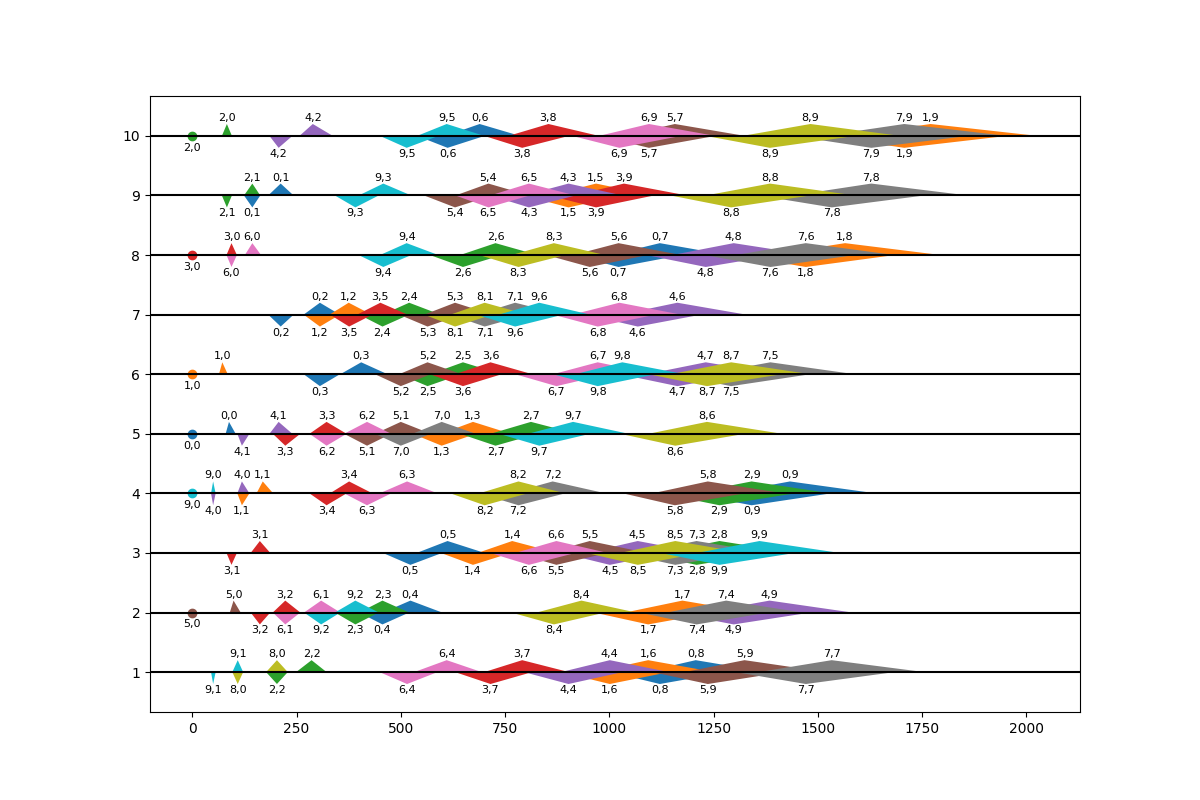 2,0 4,2 9,5 0,6 3,8 6,9 5,7 8,9 7,9 1,9
10
2,0 4,2 9,5 0,6 3,8 6,9 5,7 8,9 7,9 1,9
2,1 0,1 9,3 5,4 6,5 4,3 1,5 3,9 8,8 7,8
9
2,1 0,1 9,3 5,4 6,5 4,3 1,5 3,9 8,8 7,8
3,0 6,0 9,4 2,6 8,3 5,6 0,7 4,8 7,6 1,8
8
3,0 6,0 9,4 2,6 8,3 5,6 0,7 4,8 7,6 1,8
0,2 1,2 3,5 2,4 5,3 8,1 7,1 9,6 6,8 4,6
7
0,2 1,2 3,5 2,4 5,3 8,1 7,1 9,6 6,8 4,6
1,0 0,3 5,2 2,5 3,6 6,7 9,8 4,7 8,7 7,5
6
1,0 0,3 5,2 2,5 3,6 6,7 9,8 4,7 8,7 7,5
0,0 4,1 3,3 6,2 5,1 7,0 1,3 2,7 9,7 8,6
5
0,0 4,1 3,3 6,2 5,1 7,0 1,3 2,7 9,7 8,6
9,0 4,0 1,1 3,4 6,3 8,2 7,2 5,8 2,9 0,9
4
9,0 4,0 1,1 3,4 6,3 8,2 7,2 5,8 2,9 0,9
3,1 0,5 1,4 6,6 5,5 4,5 8,5 7,3 2,8 9,9
3
3,1 0,5 1,4 6,6 5,5 4,5 8,5 7,3 2,8 9,9
5,0 3,2 6,1 9,2 2,3 0,4 8,4 1,7 7,4 4,9
2
5,0 3,2 6,1 9,2 2,3 0,4 8,4 1,7 7,4 4,9
9,1 8,0 2,2 6,4 3,7 4,4 1,6 0,8 5,9 7,7
1
9,1 8,0 2,2 6,4 3,7 4,4 1,6 0,8 5,9 7,7
0 250 500 750 1000 1250 1500 1750 2000